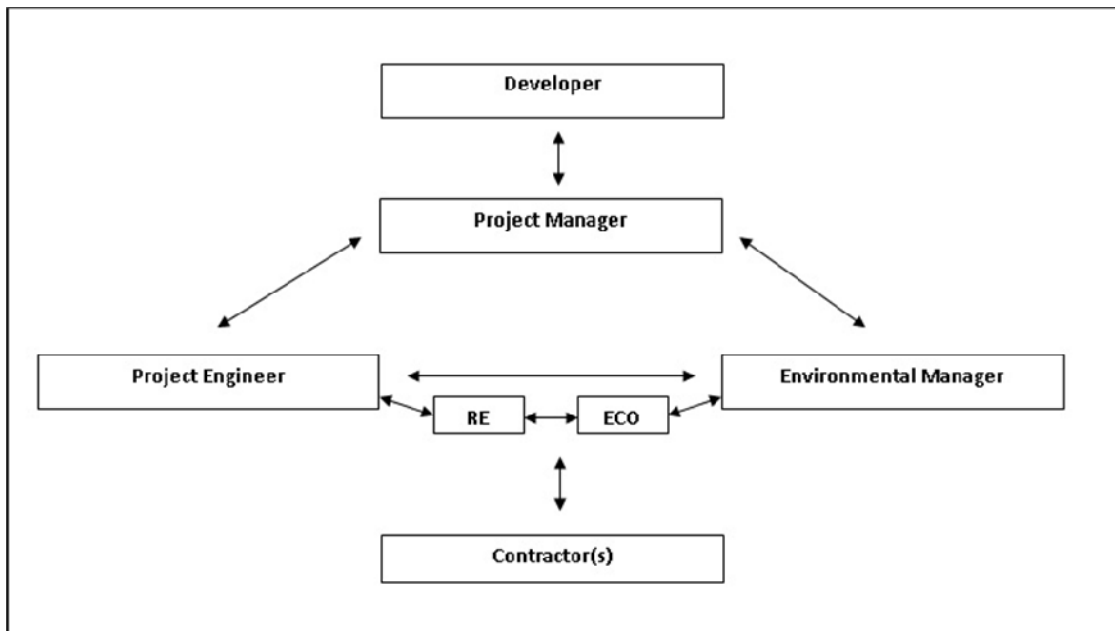 Developer
Project Manager
Project Engineer
Environmental Manager
RE
ECO
Contractor(s)